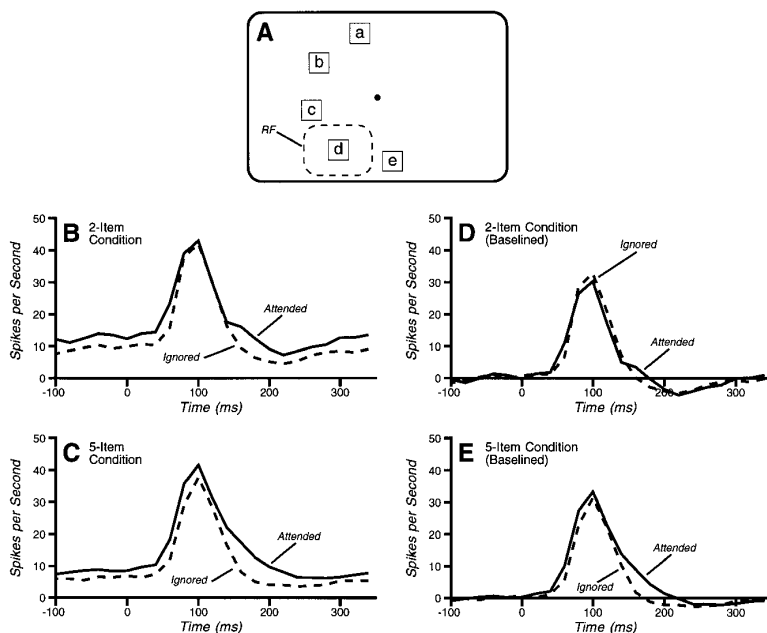 A
a
b
c
RF
d
e
B 2-Item
Condition
50
40
30
20
10
0
Spikes per Second
Attended
Ignored
-100 0 100 200 300
Time (ms)
D 2-Item Condition
(Baselined)
50
40
30
20
10
0
Spikes per Second
Ignored
Attended
-100 0 100 200 300
Time (ms)
C 5-Item
Condition
50
40
30
20
10
0
Spikes per Second
Attended
Ignored
-100 0 100 200 300
Time (ms)
E 5-Item Condition
(Baselined)
50
40
30
20
10
0
Spikes per Second
Attended
Ignored
-100 0 100 200 300
Time (ms)